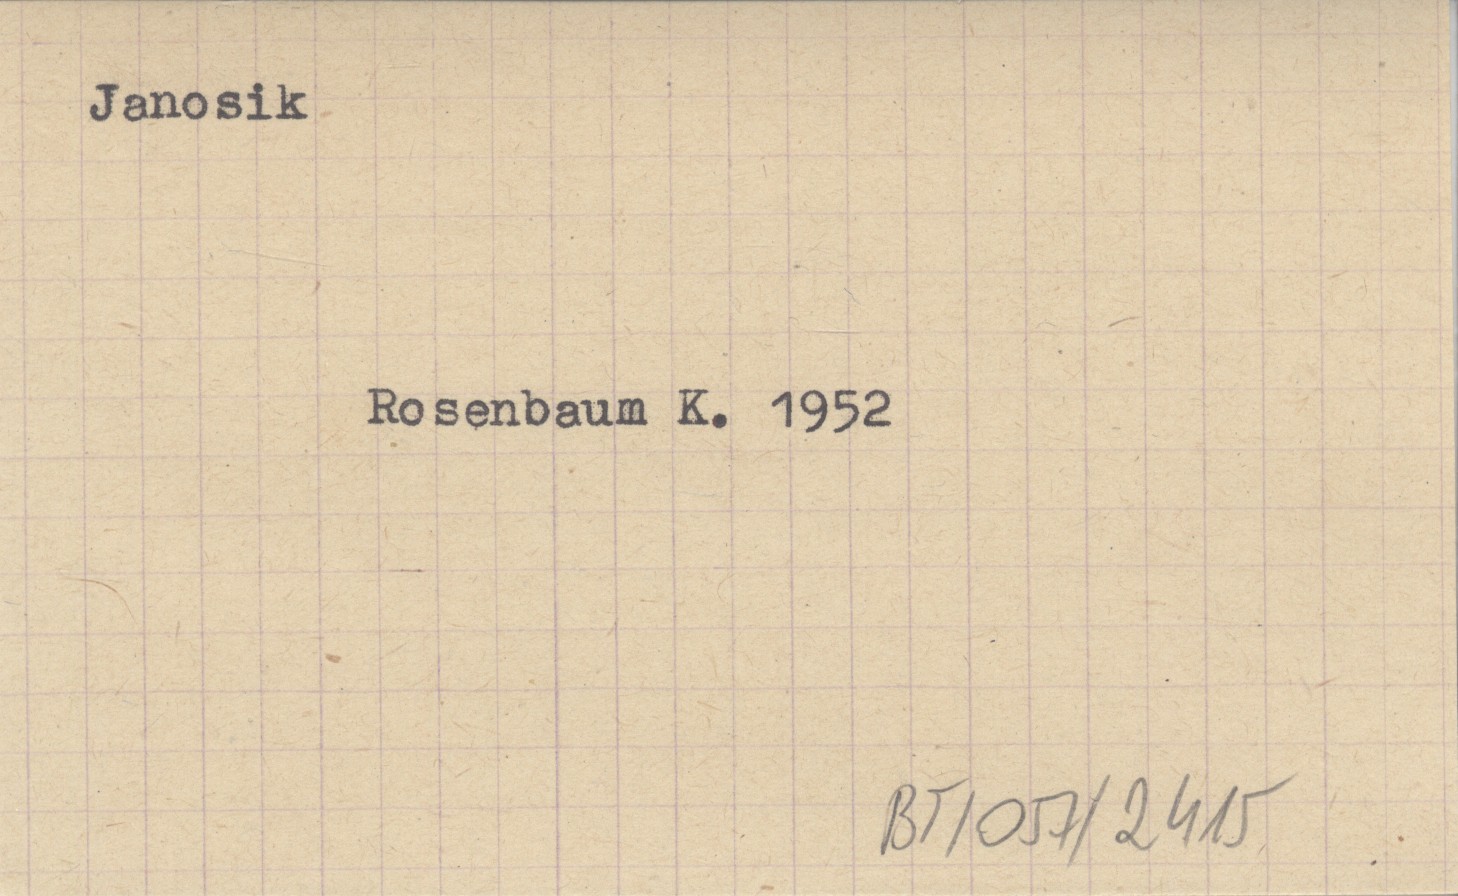 Janosik
Rosenbaum K. 1952
BT/057/2415